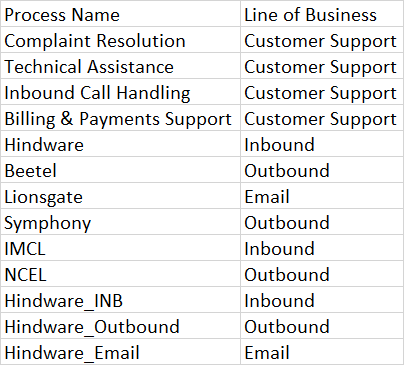 Process Name Line of Business
Complaint Resolution Customer Support
Technical Assistance Customer Support
Inbound Call Handling Customer Support
Billing & Payments Support Customer Support
Hindware Inbound
Beetel Outbound
Lionsgate Email
Symphony Outbound
IMCL Inbound
NCEL Outbound
Hindware_INB Inbound
Hindware_Outbound Outbound
Hindware_Email Email